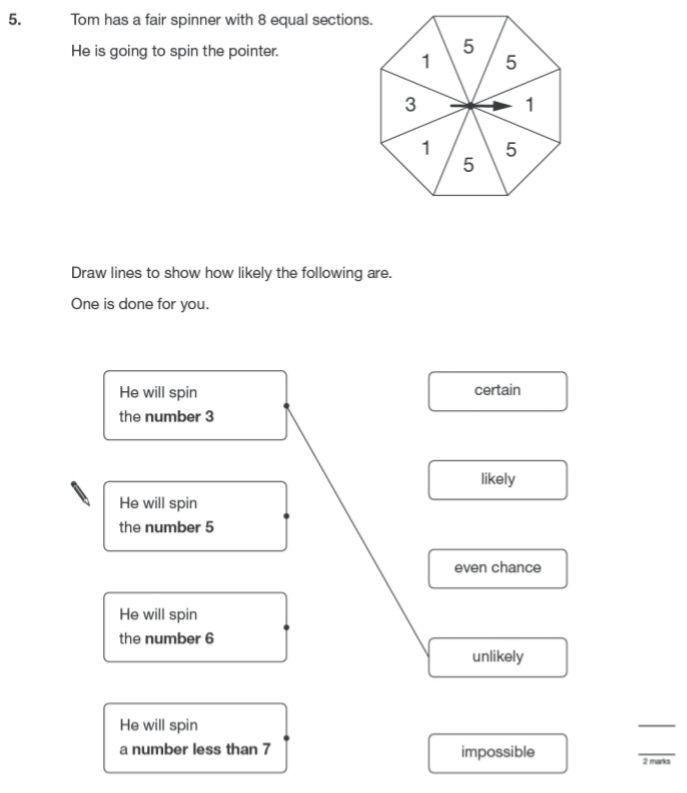 5. Tom has a fair spinner with 8 equal sections.
He is going to spin the pointer.
5
1 5
3 1
1 5
5
Draw lines to show how likely the following are.
One is done for you.
He will spin
the number 3
certain
likely
He will spin
the number 5
even chance
He will spin
the number 6
unlikely
He will spin
a number less than 7
impossible
2 marks